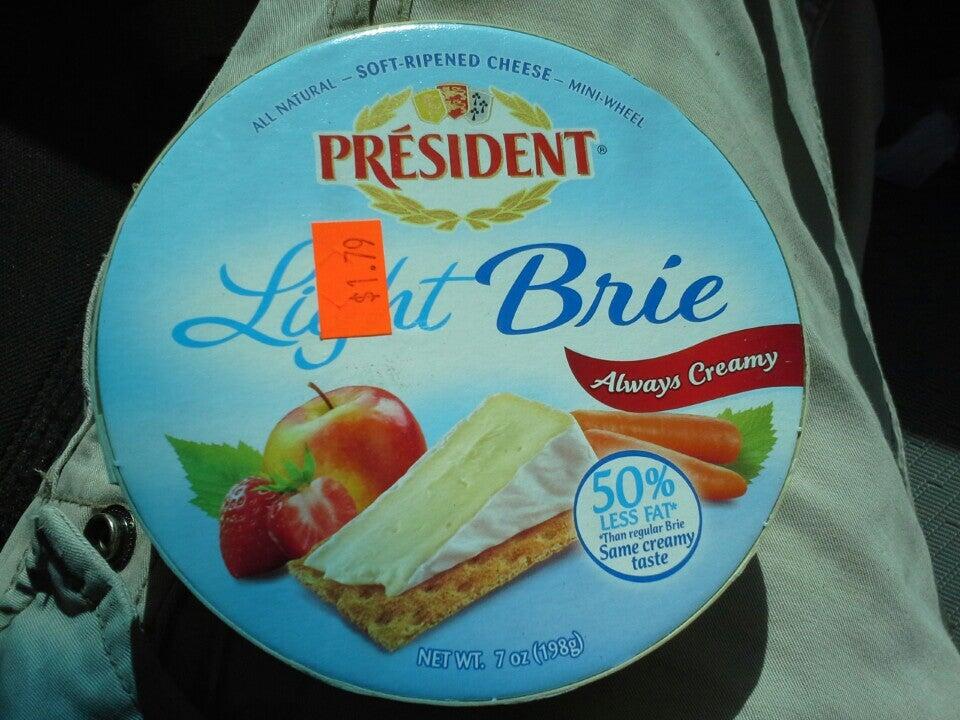 ALL NATURAL – SOFT-RIPENED CHEESE – MINI-WHEEL
PRÉSIDENT®
Light Brie
$1.79
Always Creamy
50%
LESS FAT*
*Than regular Brie
Same creamy
taste
NET WT. 7 oz (198g)